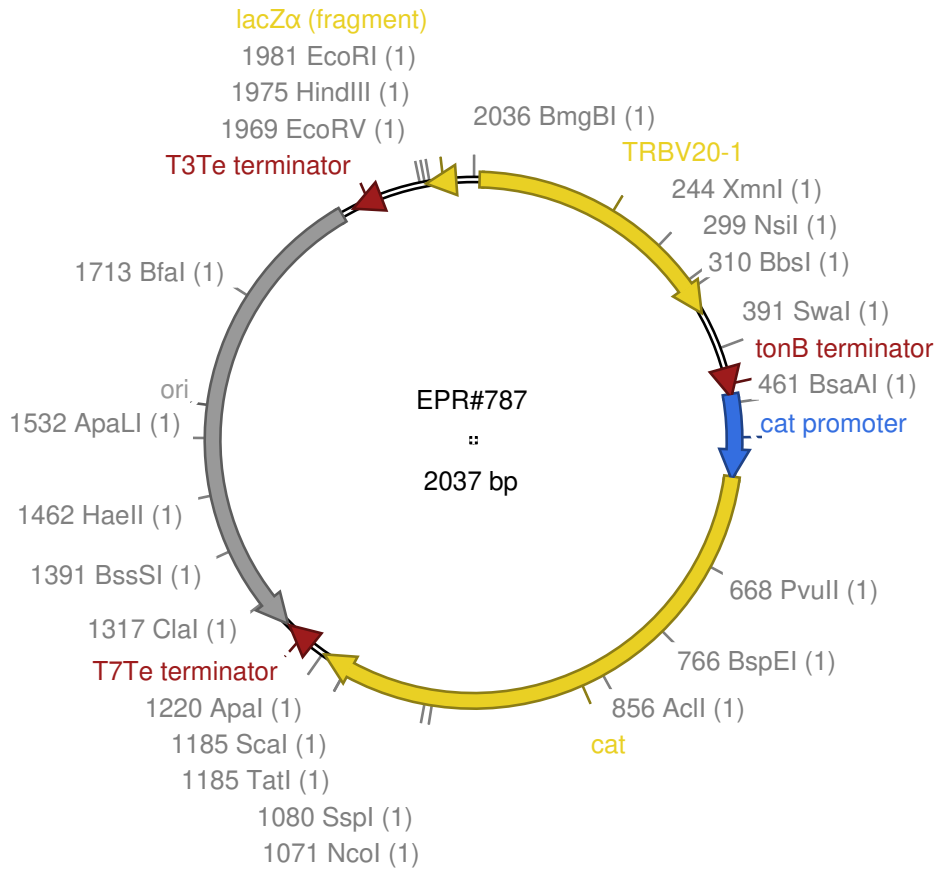 lacZα (fragment)
1981 EcoRI (1)
1975 HindIII (1)
1969 EcoRV (1)
T3Te terminator
2036 BmgBI (1)
TRBV20-1
244 XmnI (1)
299 NsiI (1)
310 BbsI (1)
391 SwaI (1)
tonB terminator
461 BsaAI (1)
cat promoter
1713 BfaI (1)
ori
1532 ApaLI (1)
1462 HaeII (1)
1391 BssSI (1)
1317 ClaI (1)
T7Te terminator
1220 ApaI (1)
1185 ScaI (1)
1185 TatI (1)
1080 SspI (1)
1071 NcoI (1)
EPR#787
2037 bp
668 PvuII (1)
766 BspEI (1)
856 AclI (1)
cat